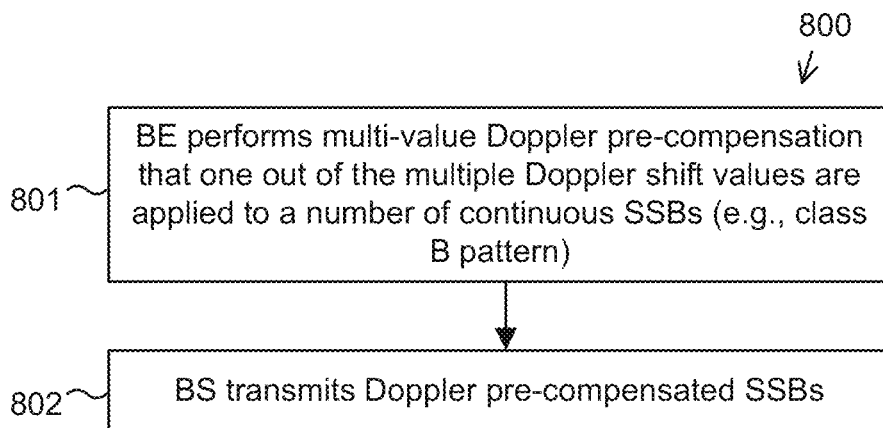 800
BE performs multi-value Doppler pre-compensation
that one out of the multiple Doppler shift values are
applied to a number of continuous SSBs (e.g., class
B pattern)
801
BS transmits Doppler pre-compensated SSBs
802